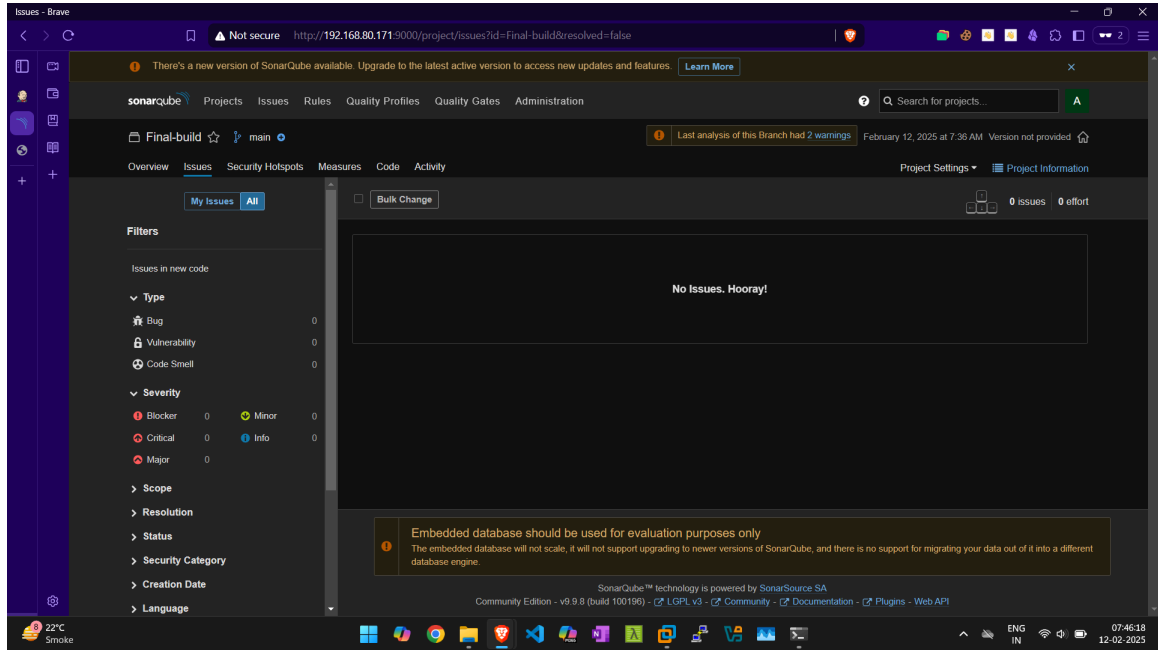 Issues - Brave
Not secure http://192.168.80.171:9000/project/issues?id=Final-build&resolved=false
2
There's a new version of SonarQube available. Upgrade to the latest active version to access new updates and features. Learn More
sonarqube Projects Issues Rules Quality Profiles Quality Gates Administration
Search for projects...
A
Final-build main
Last analysis of this Branch had 2 warnings
February 12, 2025 at 7:36 AM Version not provided
Overview Issues Security Hotspots Measures Code Activity
Project Settings Project Information
My Issues All
Bulk Change
0 issues 0 effort
Filters
Issues in new code
Type
Bug 0
Vulnerability 0
Code Smell 0
Severity
Blocker 0 Minor 0
Critical 0 Info 0
Major 0
Scope
Resolution
Status
Security Category
Creation Date
Language
No Issues. Hooray!
Embedded database should be used for evaluation purposes only
The embedded database will not scale, it will not support upgrading to newer versions of SonarQube, and there is no support for migrating your data out of it into a different
database engine.
SonarQube™ technology is powered by SonarSource SA
Community Edition - v9.9.8 (build 100196) - LGPL v3 - Community - Documentation - Plugins - Web API
8
22°C
Smoke
ENG
IN
07:46:18
12-02-2025